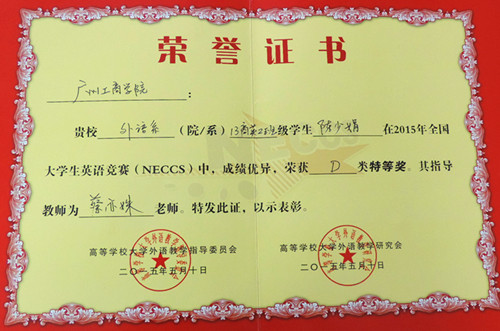 荣誉证书
广州工商学院：
贵校 外语系 （院/系）13商英2班级学生 陈少娟 在2015年全国
大学生英语竞赛（NECCS）中，成绩优异，荣获 D 类特等奖。其指导
教师为 蔡亦姝 老师。特发此证，以示表彰。
高等学校大学外语教学指导委员会 高等学校大学外语教学研究会
二〇一五年五月十日 二〇一五年五月十日